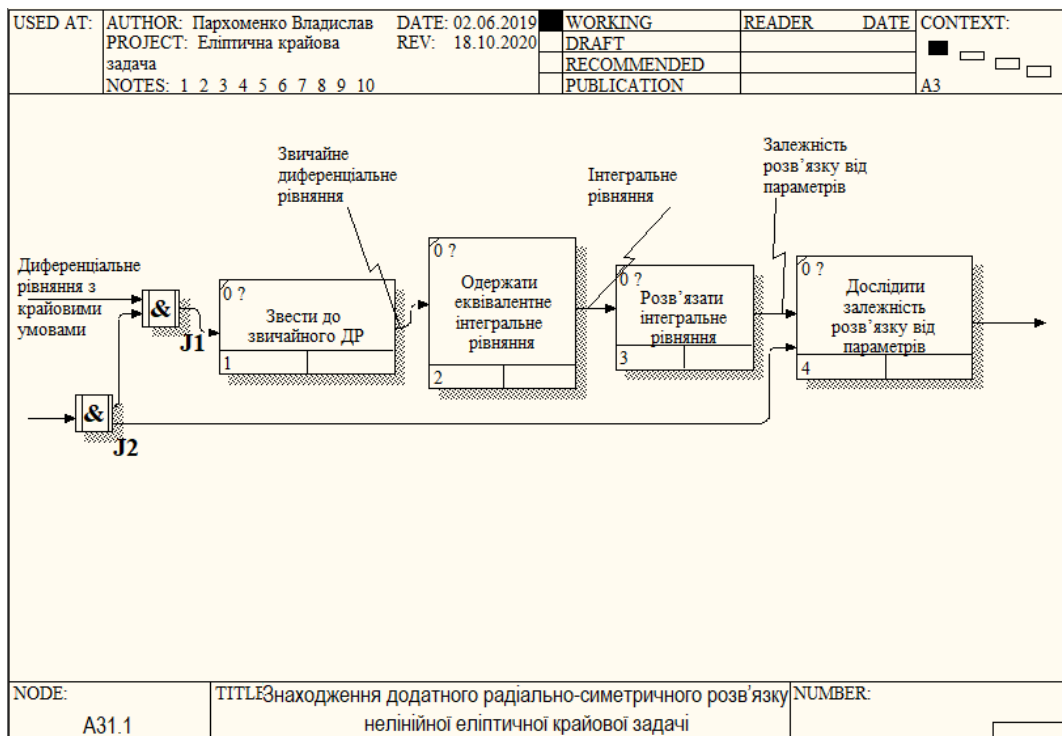 USED AT:
AUTHOR: Пархоменко Владислав
DATE: 02.06.2019
PROJECT: Еліптична крайова
задача
REV: 18.10.2020
NOTES: 1 2 3 4 5 6 7 8 9 10
WORKING
DRAFT
RECOMMENDED
PUBLICATION
READER DATE
CONTEXT:
A3
Звичайне
диференціальне
рівняння
Інтегральне
рівняння
Залежність
розв’язку від
параметрів
Диференціальне
рівняння з
крайовими
умовами
&
J1
&
J2
0 ?
Звести до
звичайного ДР
1
0 ?
Одержати
еквівалентне
інтегральне
рівняння
2
0 ?
Розв’язати
інтегральне
рівняння
3
0 ?
Дослідити
залежність
розв’язку від
параметрів
4
NODE:
A31.1
TITLE
Знаходження додатного радіально-симетричного розв'язку
нелінійної еліптичної крайової задачі
NUMBER: